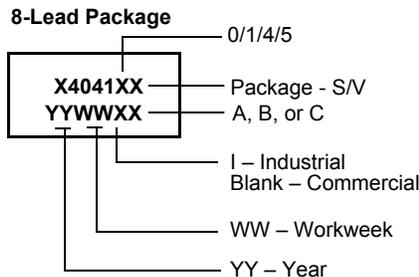 8-Lead Package
0/1/4/5
X4041XX
Package - S/V
YYWWXX
A, B, or C
I – Industrial
Blank – Commercial
WW – Workweek
YY – Year